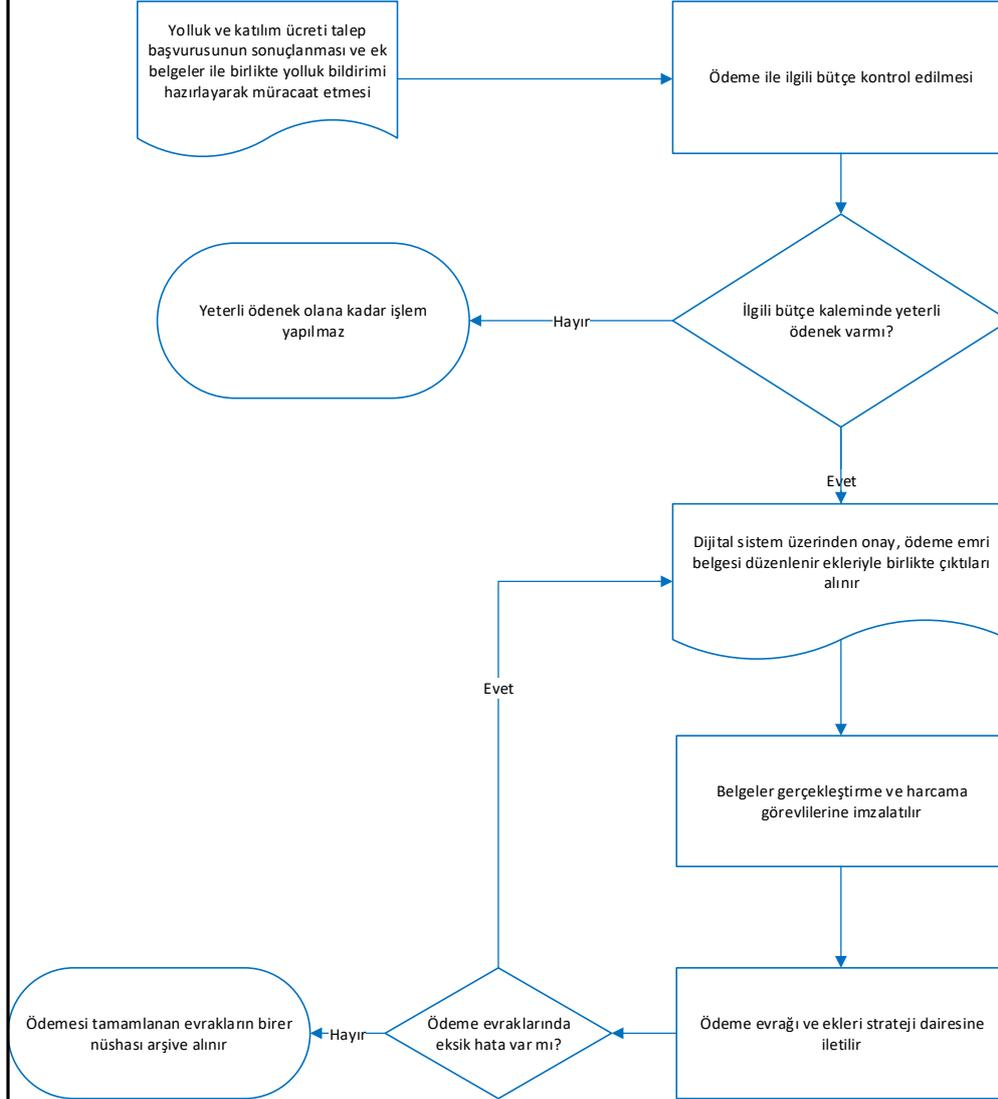 Yolluk ve katılım ücreti talep
başvurusunun sonuçlanması ve ek
belgeler ile birlikte yolluk bildirimi
hazırlayarak müracaat etmesi
Ödeme ile ilgili bütçe kontrol edilmesi
İlgili bütçe kaleminde yeterli
ödenek varmı?
Hayır
Yeterli ödenek olana kadar işlem
yapılmaz
Evet
Dijital sistem üzerinden onay, ödeme emri
belgesi düzenlenir ekleriyle birlikte çıktıları
alınır
Evet
Belgeler gerçekleştirme ve harcama
görevlilerine imzalatılır
Ödeme evrağı ve ekleri strateji dairesine
iletilir
Ödeme evraklarında
eksik hata var mı?
Hayır
Ödemesi tamamlanan evrakların birer
nüshası arşive alınır